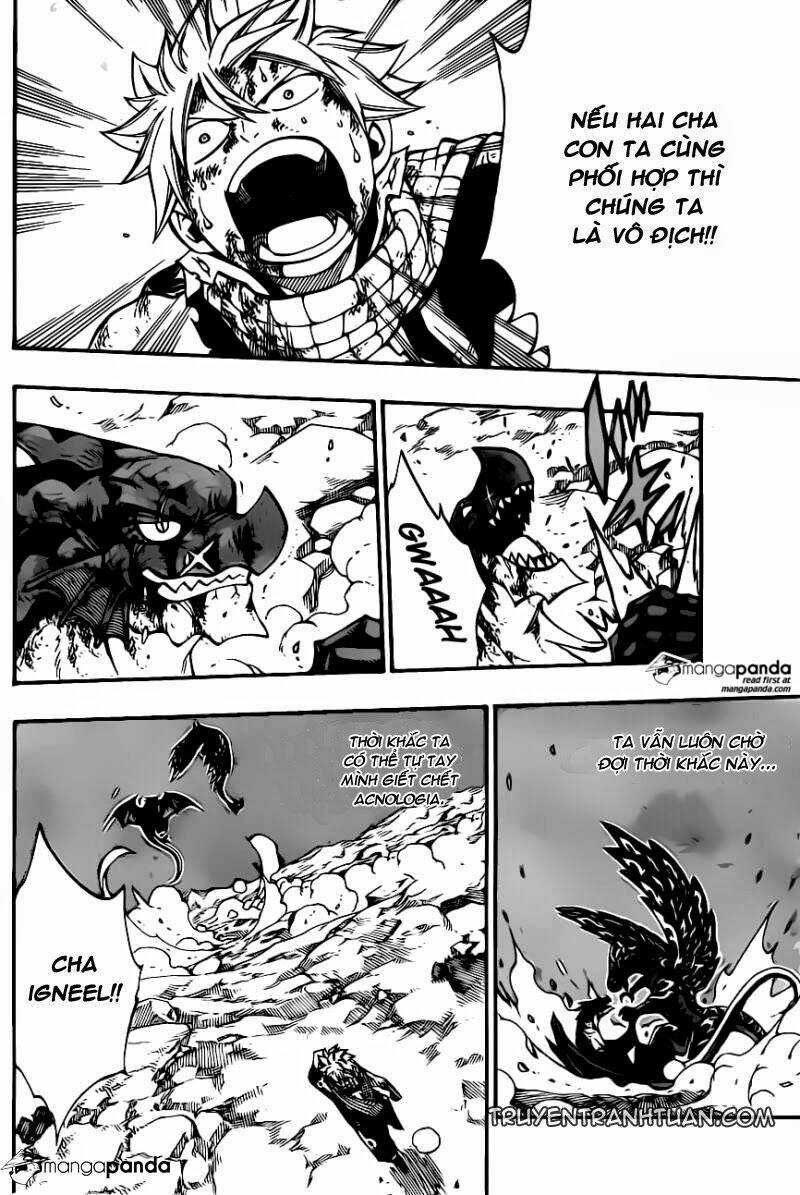 NẾU HAI CHA
CON TA CÙNG
PHỐI HỢP THÌ
CHÚNG TA
LÀ VÔ ĐỊCH!!
GWAAAH
mangapanda
read first at
mangapanda.com
THỜI KHẮC TA
CÓ THỂ TỰ TAY
MÌNH GIẾT CHẾT
ACNOLOGIA.
TA VẪN LUÔN CHỜ
ĐỢI THỜI KHẮC NÀY...
CHA
IGNEEL!!
TRUYENTRANHTUAN.COM
mangapanda